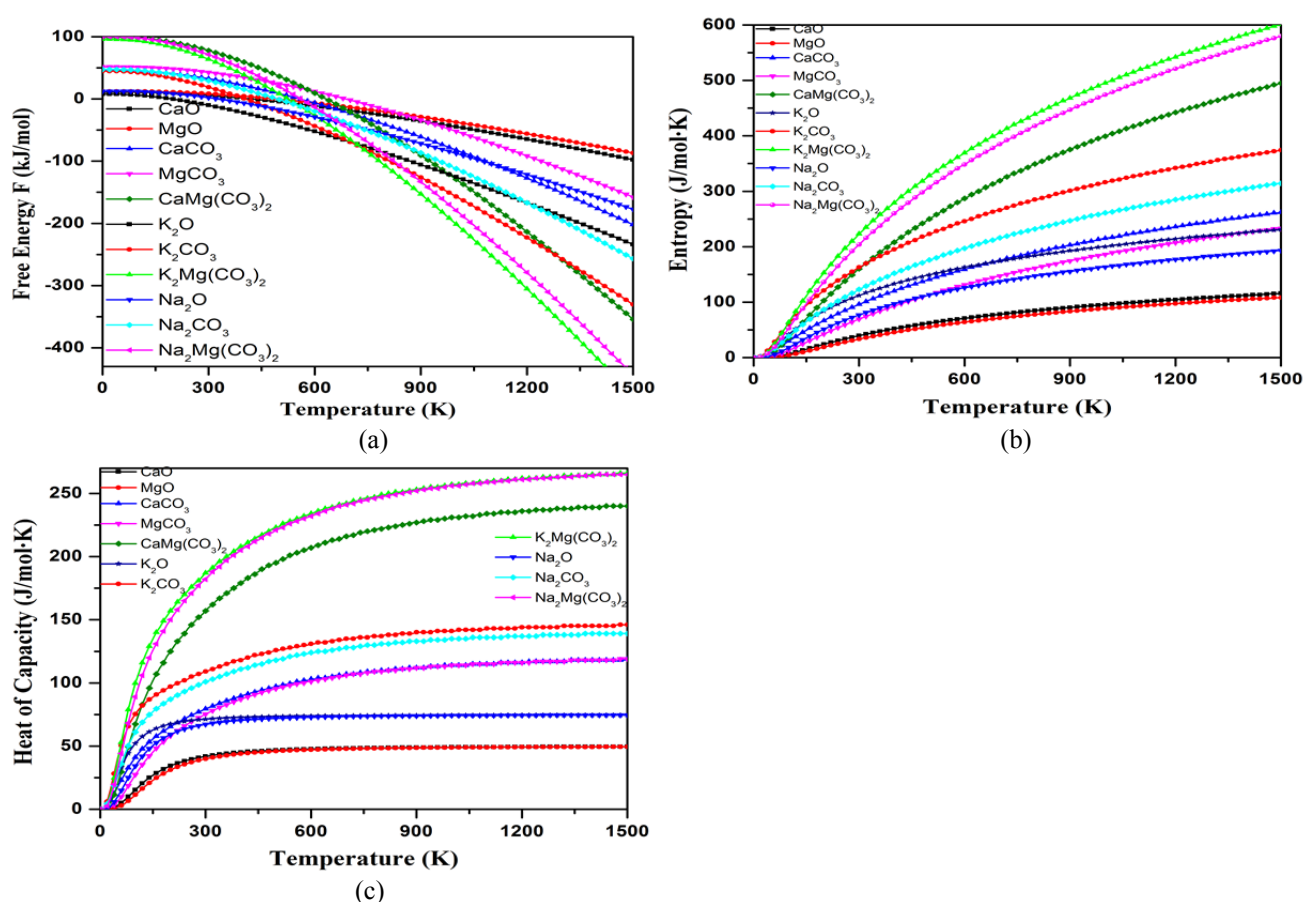 100
0
-100
-200
-300
-400
Free Energy F (kJ/mol)
CaO
MgO
CaCO₃
MgCO₃
CaMg(CO₃)₂
K₂O
K₂CO₃
K₂Mg(CO₃)₂
Na₂O
Na₂CO₃
Na₂Mg(CO₃)₂
0 300 600 900 1200 1500
Temperature (K)
(a)
600
500
400
300
200
100
0
Entropy (J/mol·K)
CaO
MgO
CaCO₃
MgCO₃
CaMg(CO₃)₂
K₂O
K₂CO₃
K₂Mg(CO₃)₂
Na₂O
Na₂CO₃
Na₂Mg(CO₃)₂
0 300 600 900 1200 1500
Temperature (K)
(b)
250
200
150
100
50
0
Heat of Capacity (J/mol·K)
CaO
MgO
CaCO₃
MgCO₃
CaMg(CO₃)₂
K₂O
K₂CO₃
K₂Mg(CO₃)₂
Na₂O
Na₂CO₃
Na₂Mg(CO₃)₂
0 300 600 900 1200 1500
Temperature (K)
(c)